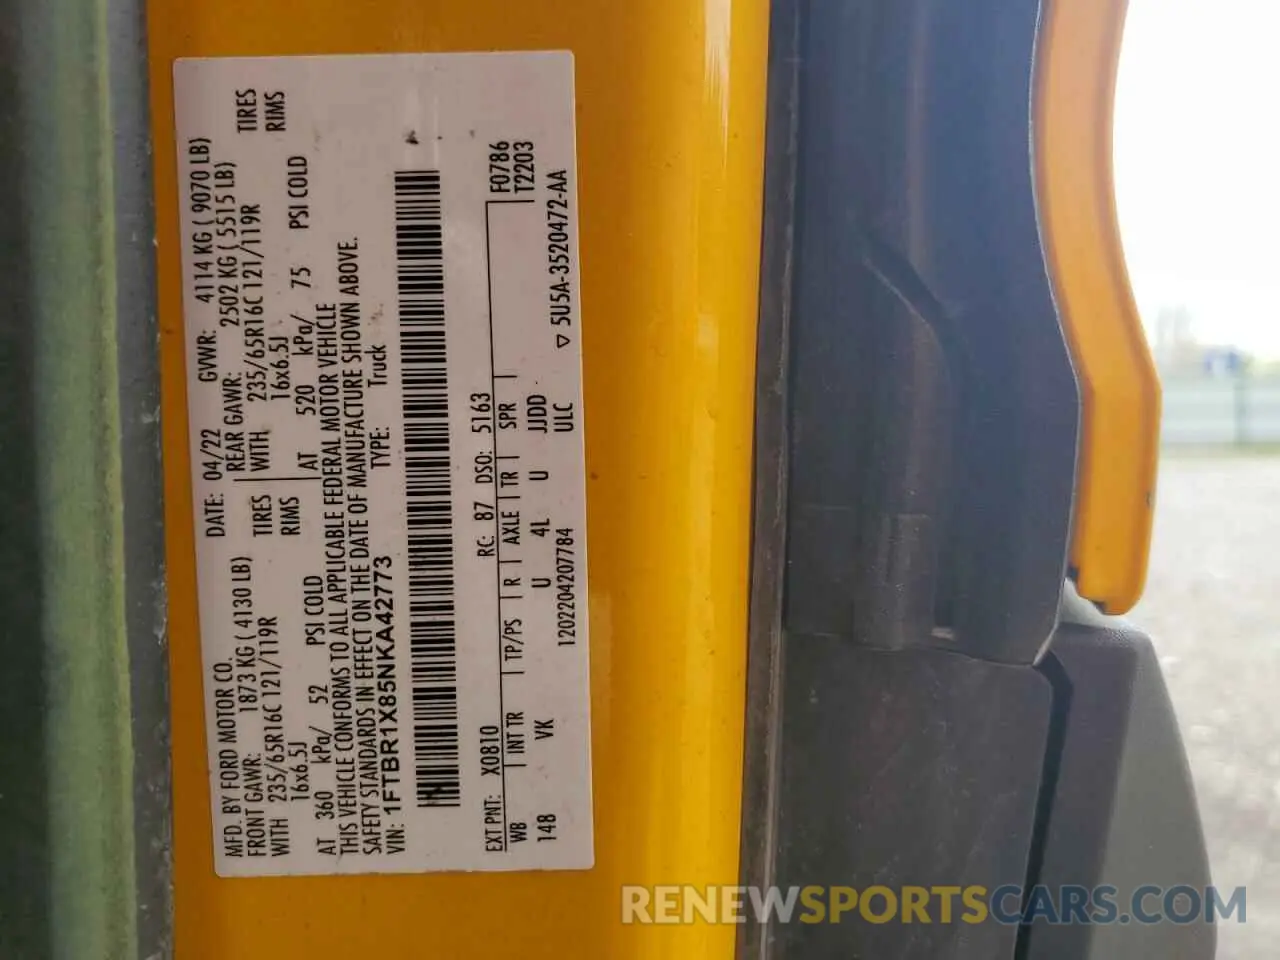 MFD. BY FORD MOTOR CO.
DATE: 04/22 GVWR: 4114 KG ( 9070 LB)
FRONT GAWR: 1873 KG ( 4130 LB)
REAR GAWR: 2502 KG ( 5515 LB)
WITH 235/65R16C 121/119R TIRES
WITH 235/65R16C 121/119R TIRES
16x6.5J RIMS
16x6.5J RIMS
AT 360 kPa/ 52 PSI COLD
AT 520 kPa/ 75 PSI COLD
THIS VEHICLE CONFORMS TO ALL APPLICABLE FEDERAL MOTOR VEHICLE
SAFETY STANDARDS IN EFFECT ON THE DATE OF MANUFACTURE SHOWN ABOVE.
VIN: 1FTBR1X85NKA42773
TYPE: Truck
EXT PNT: X0810 RC: 87 DSO: 5163
F0786
WB INT TR TP/PS R AXLE TR SPR
T2203
148 VK U 4L U JJDD
1202204207784 ULC ▽ 5U5A-3520472-AA
RENEWSPORTSCARS.COM